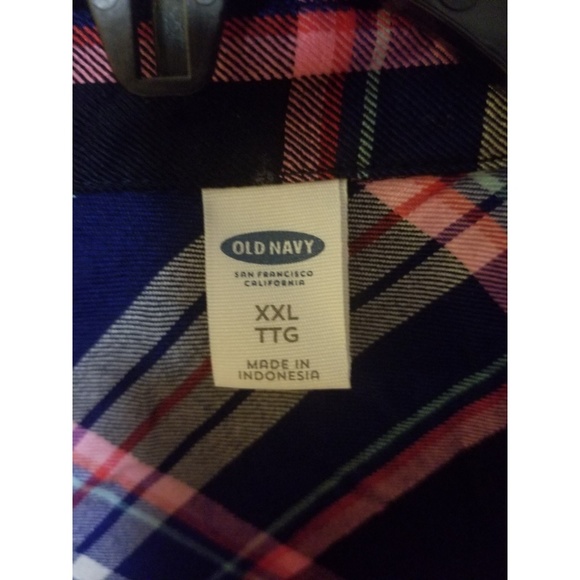 OLD NAVY
SAN FRANCISCO
CALIFORNIA
XXL
TTG
MADE IN
INDONESIA